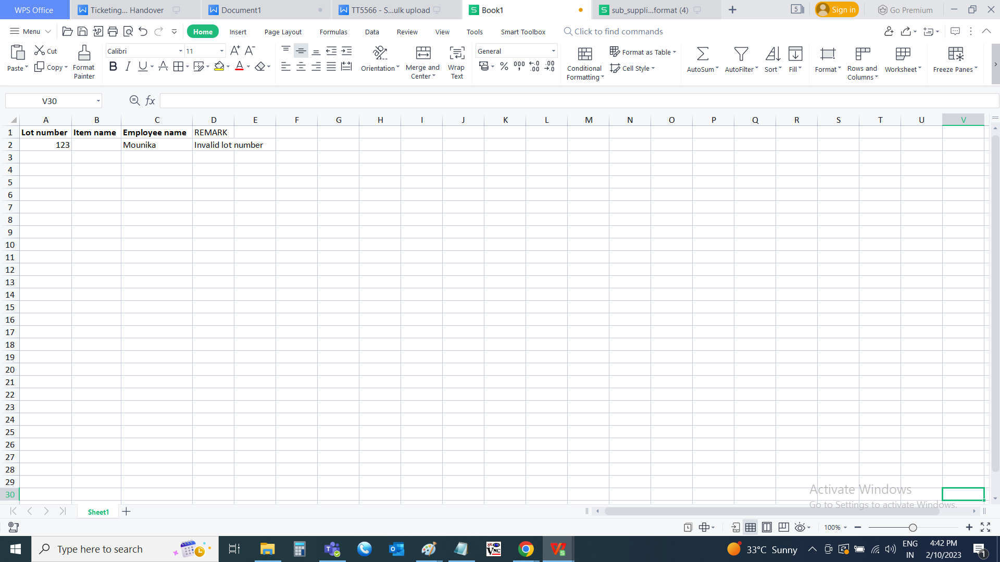 WPS Office Ticketing... Handover Document1 TT5566 - S...ulk upload Book1 sub_suppli...format (4) 5 Sign in Go Premium
Menu Home Insert Page Layout Formulas Data Review View Tools Smart Toolbox Click to find commands
Paste Cut Copy Format Painter Calibri 11 Orientation Merge and Center Wrap Text General Conditional Formatting Format as Table Cell Style AutoSum AutoFilter Sort Fill Format Rows and Columns Worksheet Freeze Panes
V30 fx
A B C D E F G H I J K L M N O P Q R S T U V
1 Lot number Item name Employee name REMARK
2 123 Mounika Invalid lot number
3
4
5
6
7
8
9
10
11
12
13
14
15
16
17
18
19
20
21
22
23
24
25
26
27
28
29
30
Activate Windows
Go to Settings to activate Windows.
Sheet1
100%
Type here to search 33°C Sunny ENG IN 4:42 PM 2/10/2023 1